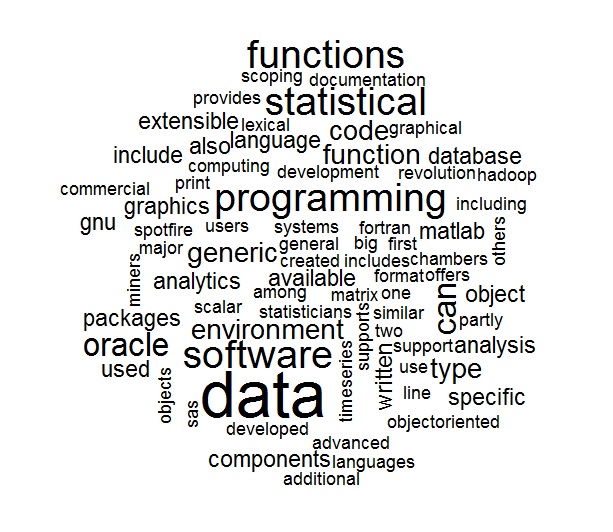 functions
scoping documentation
provides statistical
extensible lexical code graphical
include also language function database
computing development revolution hadoop
commercial print graphics programming including
gnu spotfire users systems fortran matlab others
major generic general big first
miners created includes chambers
analytics available format offers
among matrix one can object
packages scalar statisticians supports similar partly
oracle environment two
software timeseries written support analysis
used data use type
objects sas line specific
developed objectoriented
advanced
components languages
additional